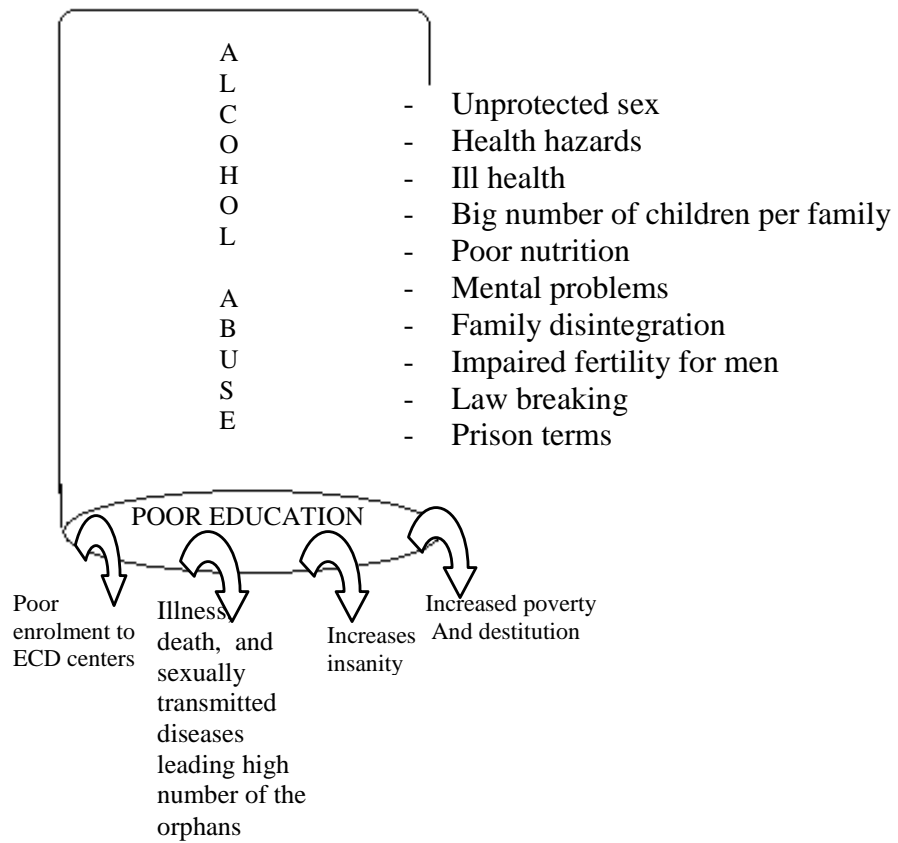 A
L
C
O
H
O
L
A
B
U
S
E
- Unprotected sex
- Health hazards
- Ill health
- Big number of children per family
- Poor nutrition
- Mental problems
- Family disintegration
- Impaired fertility for men
- Law breaking
- Prison terms
POOR EDUCATION
Poor
enrolment to
ECD centers
Illness,
death, and
sexually
transmitted
diseases
leading high
number of the
orphans
Increases
insanity
Increased poverty
And destitution